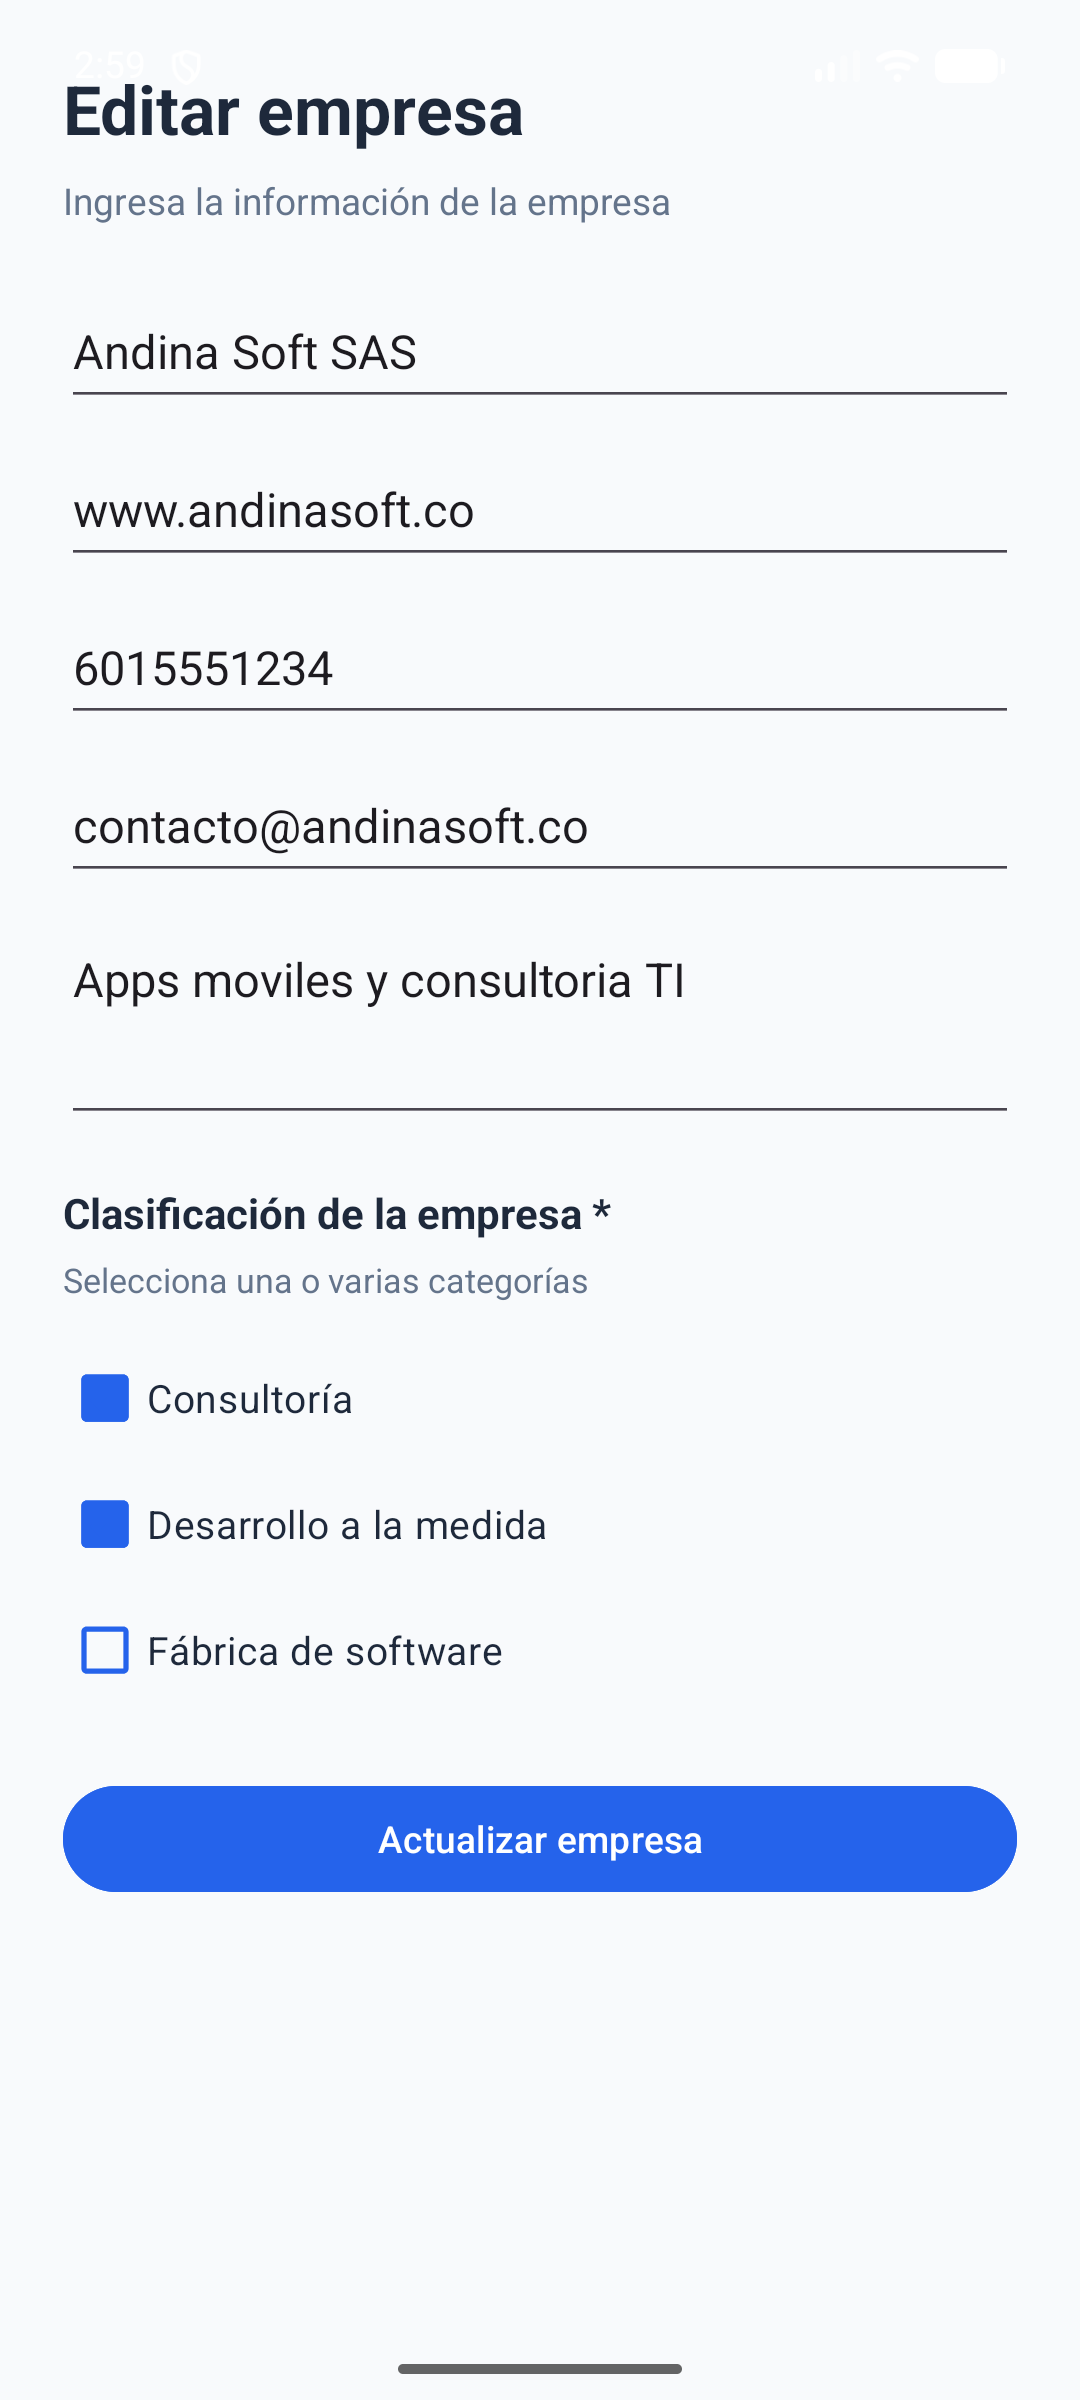 2:59
Editar empresa
Ingresa la información de la empresa
Andina Soft SAS
www.andinasoft.co
6015551234
contacto@andinasoft.co
Apps moviles y consultoria TI
Clasificación de la empresa *
Selecciona una o varias categorías
Consultoría
Desarrollo a la medida
Fábrica de software
Actualizar empresa